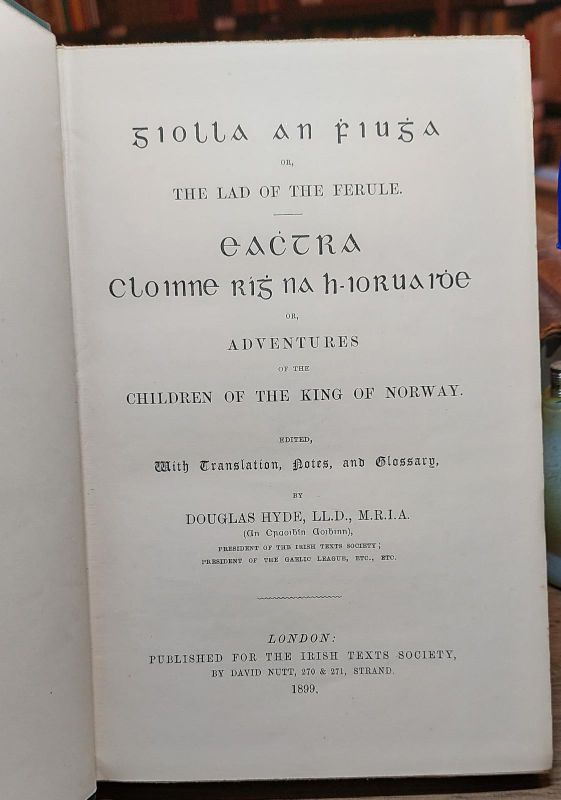 Giolla an Ḟiuġa
OR,
THE LAD OF THE FERULE.
Eaċtra
Cloinne Ríġ na h-Ioruaiḋe
OR,
ADVENTURES
OF THE
CHILDREN OF THE KING OF NORWAY.
EDITED,
With Translation, Notes, and Glossary,
BY
DOUGLAS HYDE, LL.D., M.R.I.A.
(An Craoiḃín Aoiḃinn),
PRESIDENT OF THE IRISH TEXTS SOCIETY;
PRESIDENT OF THE GAELIC LEAGUE, ETC., ETC.
LONDON:
PUBLISHED FOR THE IRISH TEXTS SOCIETY,
BY DAVID NUTT, 270 & 271, STRAND.
1899.